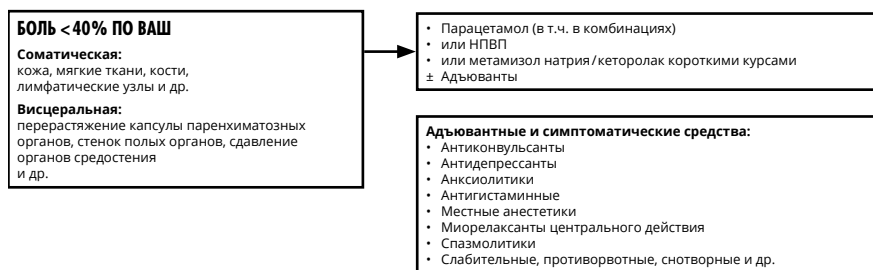 БОЛЬ <40% ПО ВАШ
Соматическая:
кожа, мягкие ткани, кости,
лимфатические узлы и др.
Висцеральная:
перерастяжение капсулы паренхиматозных
органов, стенок полых органов, сдавление
органов средостения
и др.
• Парацетамол (в т.ч. в комбинациях)
• или НПВП
• или метамизол натрия/кеторолак короткими курсами
± Адъюванты
Адъювантные и симптоматические средства:
• Антиконвульсанты
• Антидепрессанты
• Анксиолитики
• Антигистаминные
• Местные анестетики
• Миорелаксанты центрального действия
• Спазмолитики
• Слабительные, противорвотные, снотворные и др.